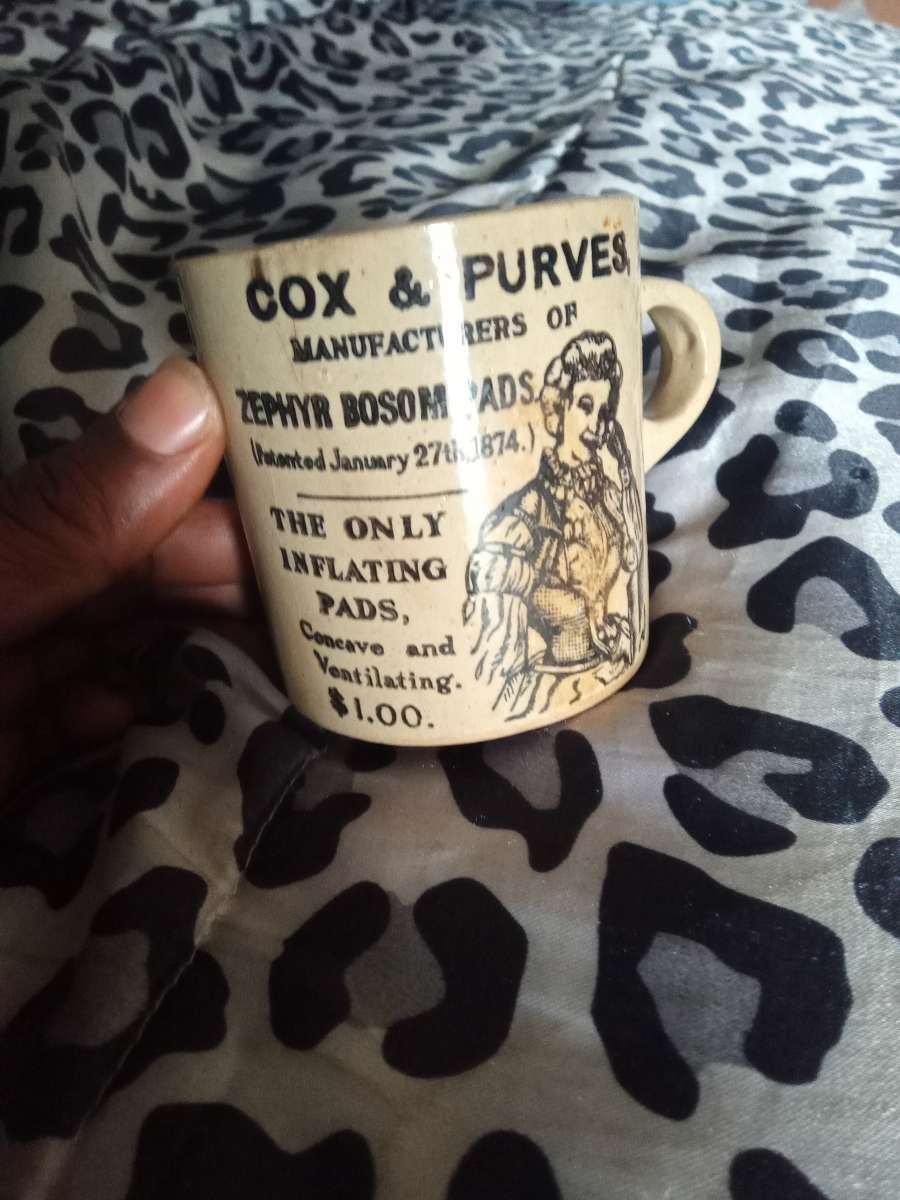 COX & PURVES,
MANUFACTURERS OF
ZEPHYR BOSOM PADS.
(Patented January 27th, 1874.)
THE ONLY
INFLATING
PADS,
Concave and
Ventilating.
$1.00.